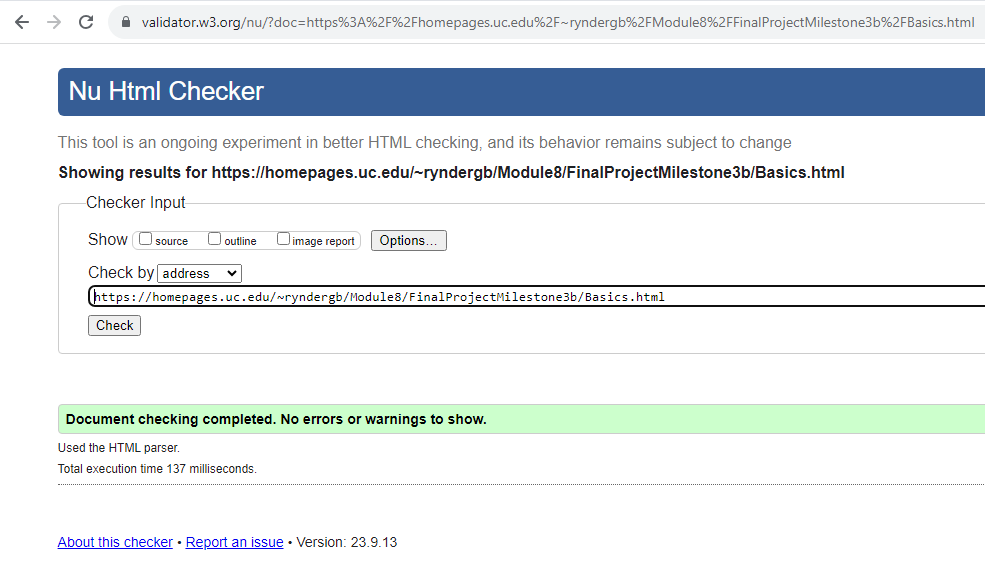 validator.w3.org/nu/?doc=https%3A%2F%2Fhomepages.uc.edu%2F~ryndergb%2FModule8%2FFinalProjectMilestone3b%2FBasics.html
Nu Html Checker
This tool is an ongoing experiment in better HTML checking, and its behavior remains subject to change
Showing results for https://homepages.uc.edu/~ryndergb/Module8/FinalProjectMilestone3b/Basics.html
Checker Input
Show source outline image report Options...
Check by address
https://homepages.uc.edu/~ryndergb/Module8/FinalProjectMilestone3b/Basics.html
Check
Document checking completed. No errors or warnings to show.
Used the HTML parser.
Total execution time 137 milliseconds.
About this checker • Report an issue • Version: 23.9.13